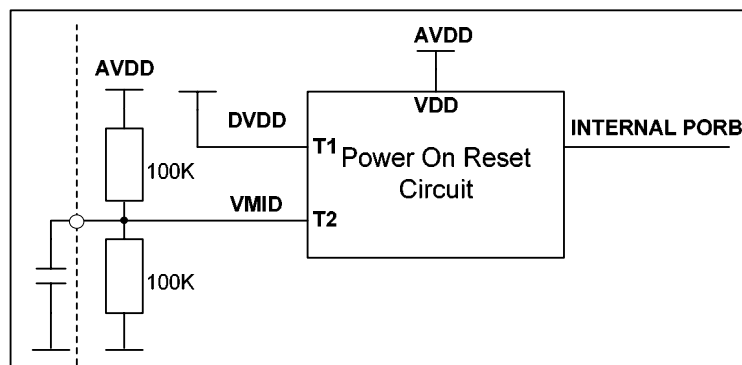 AVDD
AVDD
VDD
DVDD
T1
INTERNAL PORB
Power On Reset
Circuit
100K
VMID
T2
100K